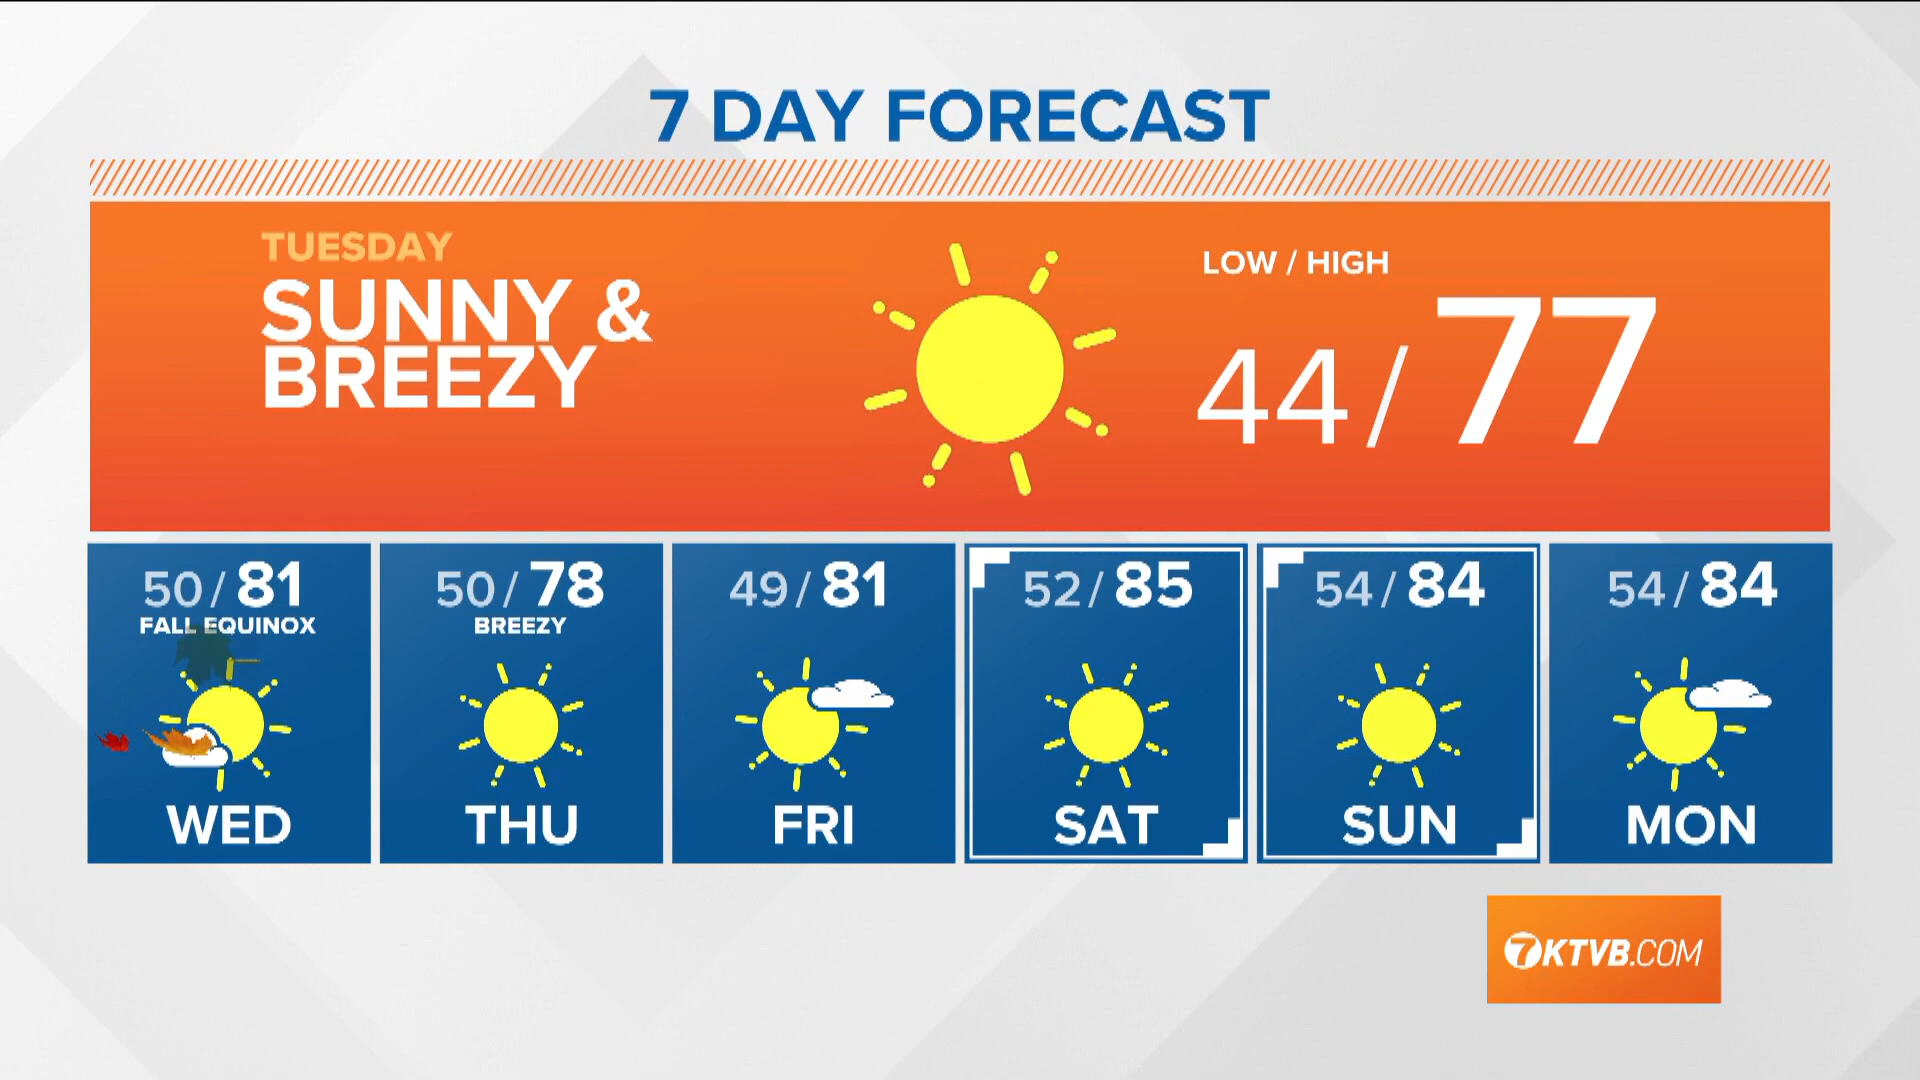 7 DAY FORECAST
TUESDAY
SUNNY &
BREEZY
LOW / HIGH
44 / 77
50 / 81
FALL EQUINOX
WED
50 / 78
BREEZY
THU
49 / 81
FRI
52 / 85
SAT
54 / 84
SUN
54 / 84
MON
7KTVB.COM